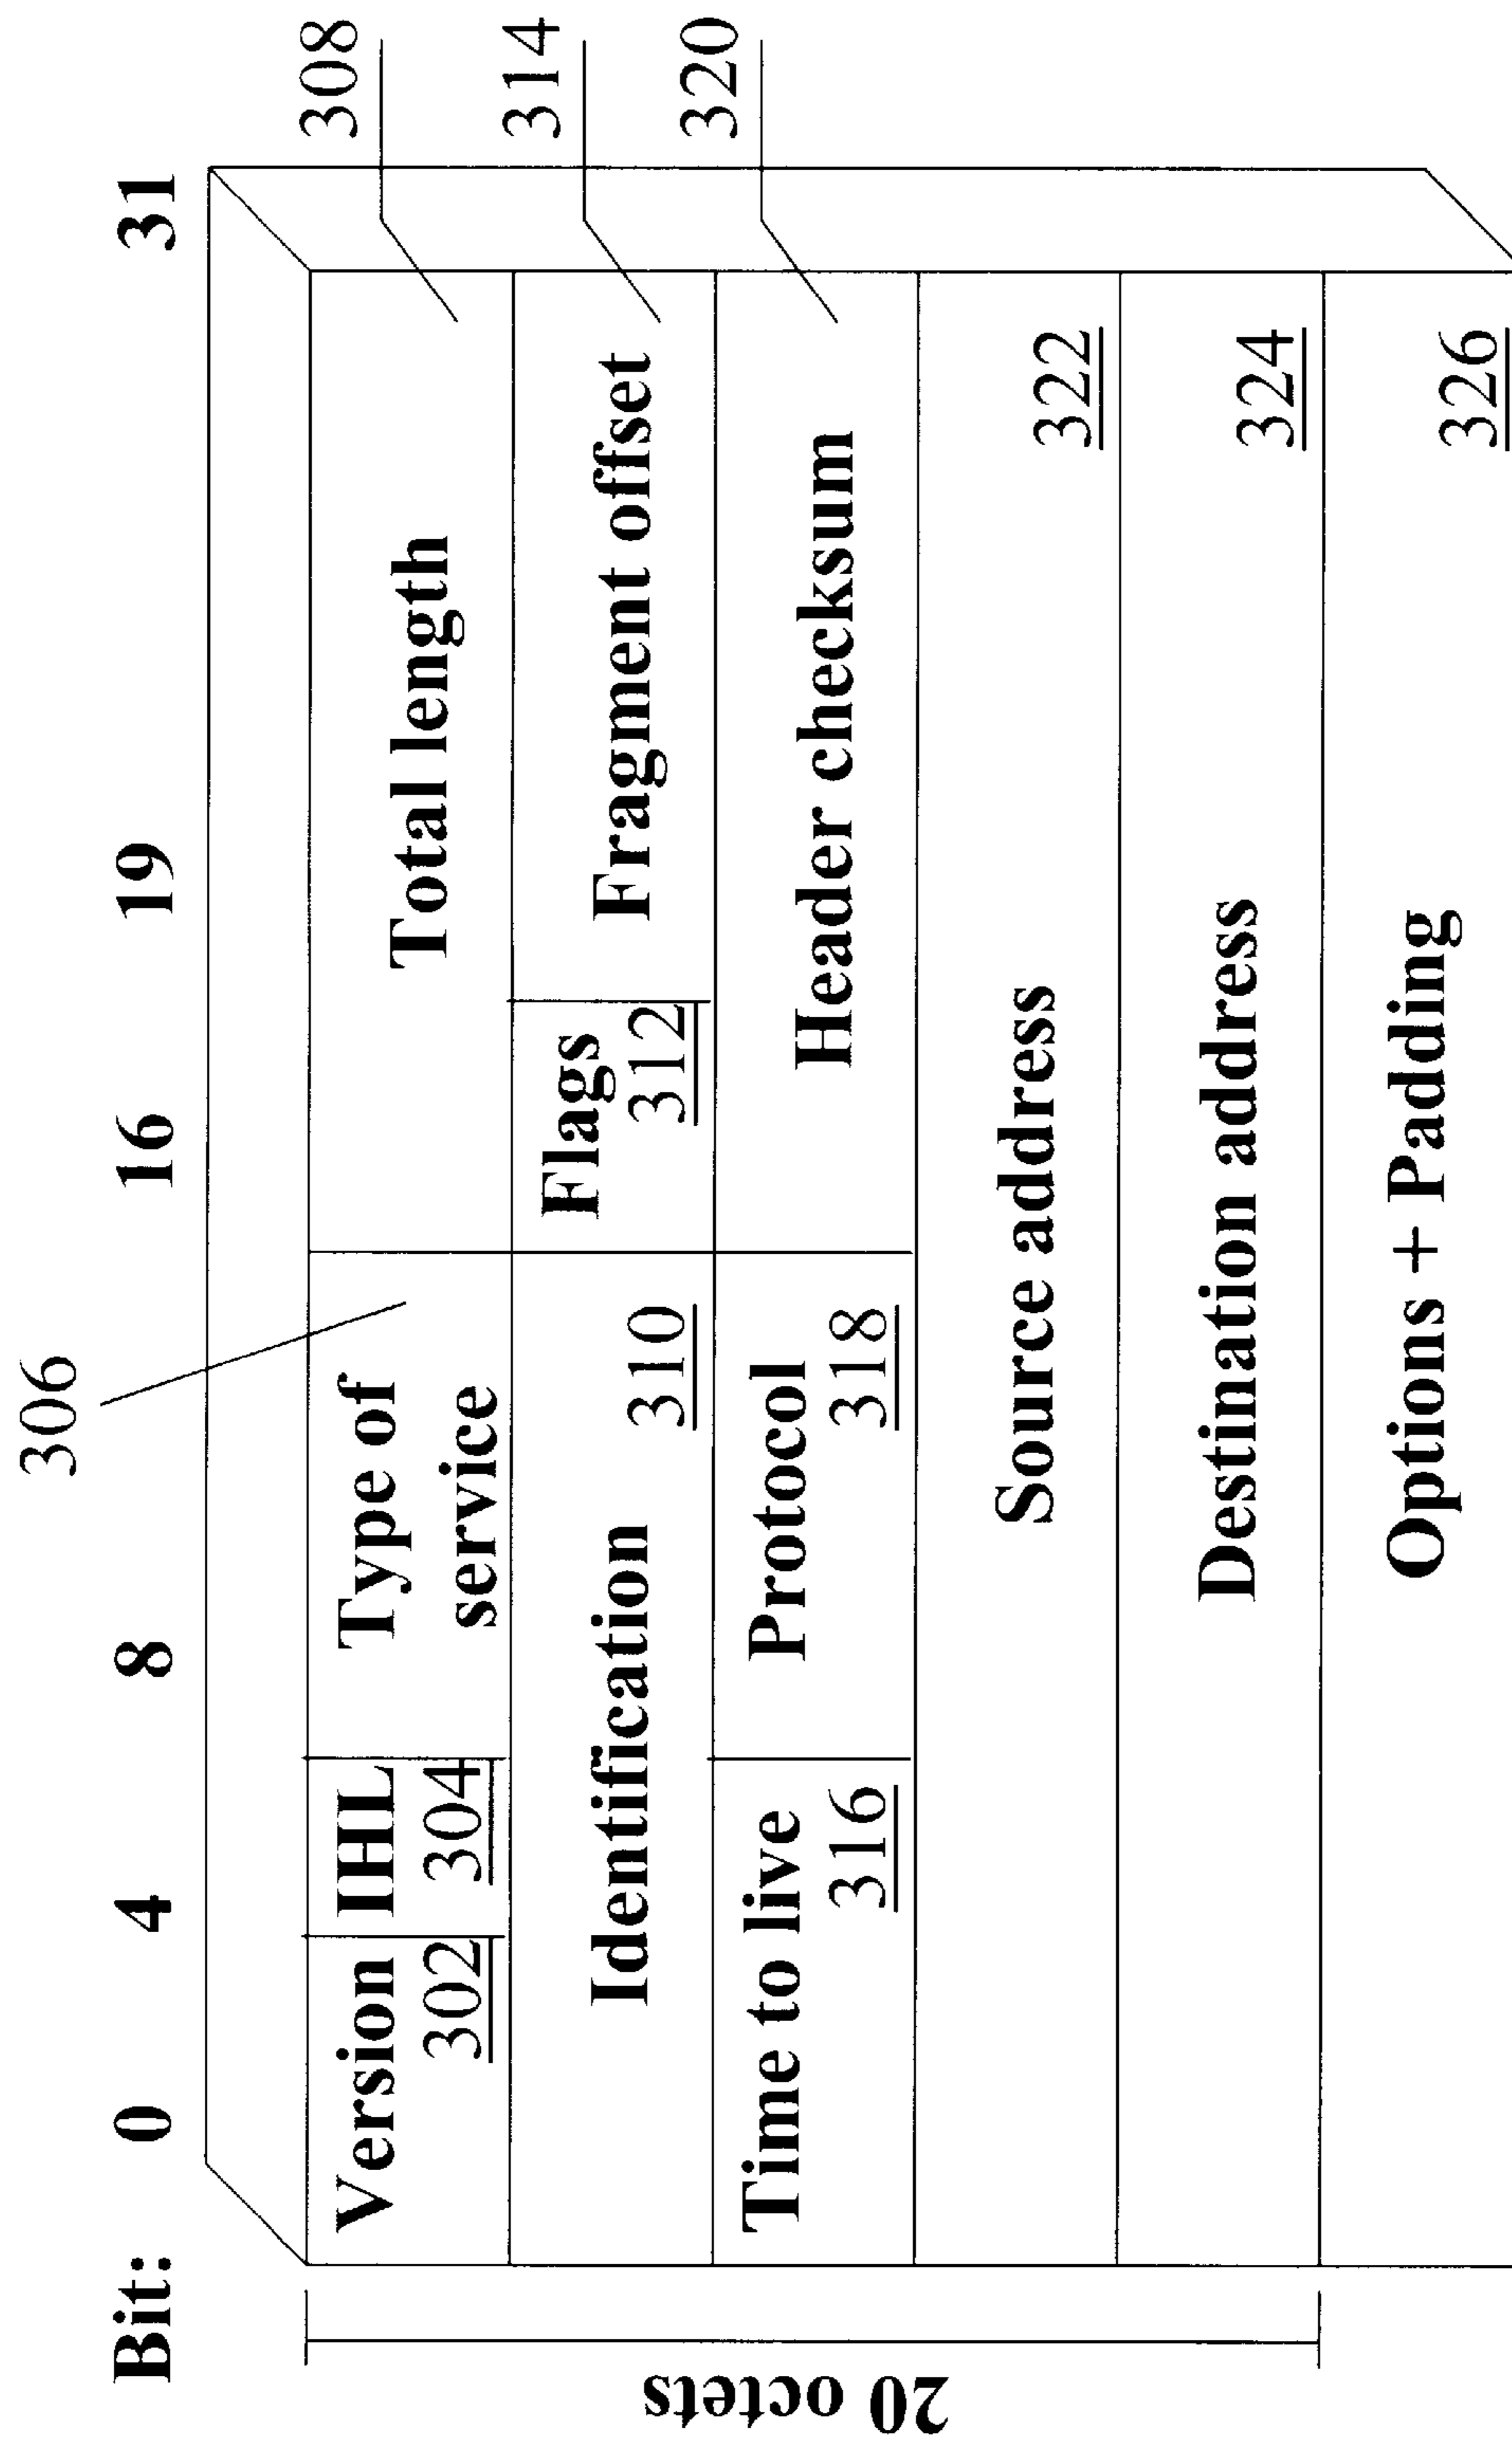 306
Bit: 0 4 8 16 19 31
Version 302 IHL 304 Type of service Total length 308
Identification 310 Flags 312 Fragment offset 314
Time to live 316 Protocol 318 Header checksum 320
Source address 322
Destination address 324
Options + Padding 326
20 octets